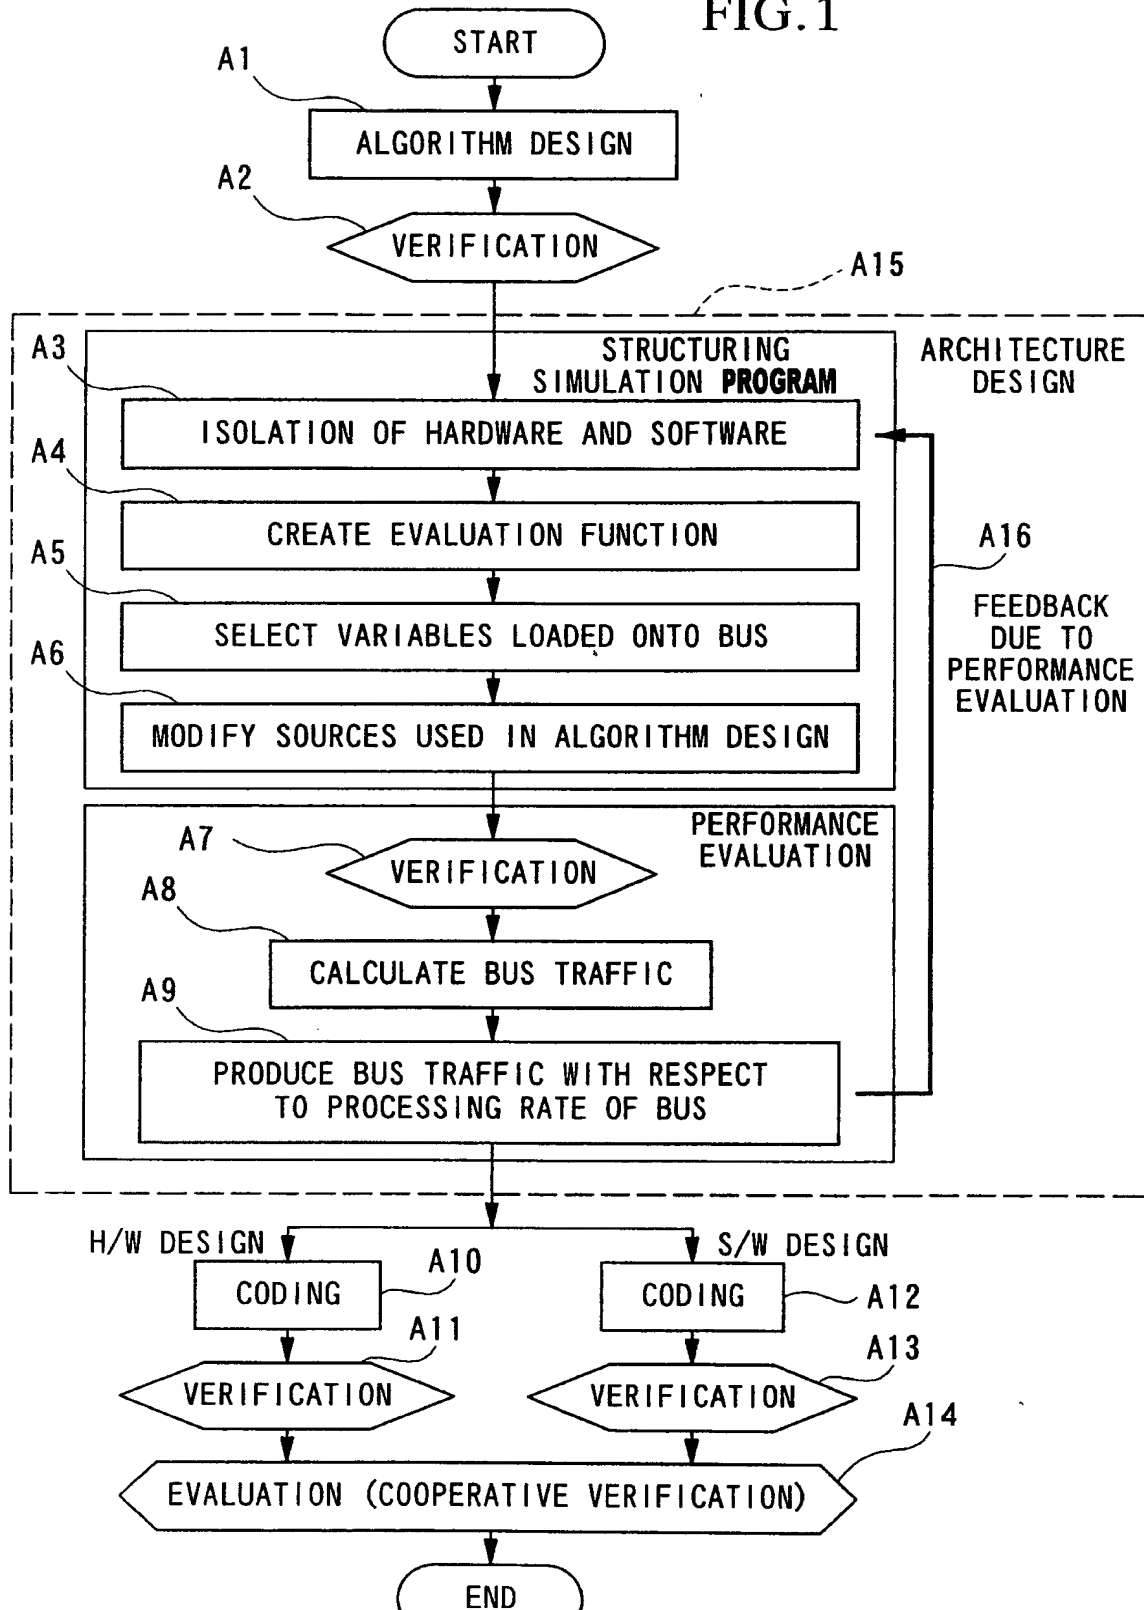 FIG.1
START
A1
ALGORITHM DESIGN
A2
VERIFICATION
A15
A3
STRUCTURING
SIMULATION PROGRAM
ARCHITECTURE
DESIGN
ISOLATION OF HARDWARE AND SOFTWARE
A4
CREATE EVALUATION FUNCTION
A16
A5
SELECT VARIABLES LOADED ONTO BUS
FEEDBACK
DUE TO
PERFORMANCE
EVALUATION
A6
MODIFY SOURCES USED IN ALGORITHM DESIGN
PERFORMANCE
EVALUATION
A7
VERIFICATION
A8
CALCULATE BUS TRAFFIC
A9
PRODUCE BUS TRAFFIC WITH RESPECT
TO PROCESSING RATE OF BUS
H/W DESIGN
S/W DESIGN
A10
CODING
CODING
A12
A11
A13
VERIFICATION
VERIFICATION
A14
EVALUATION (COOPERATIVE VERIFICATION)
END